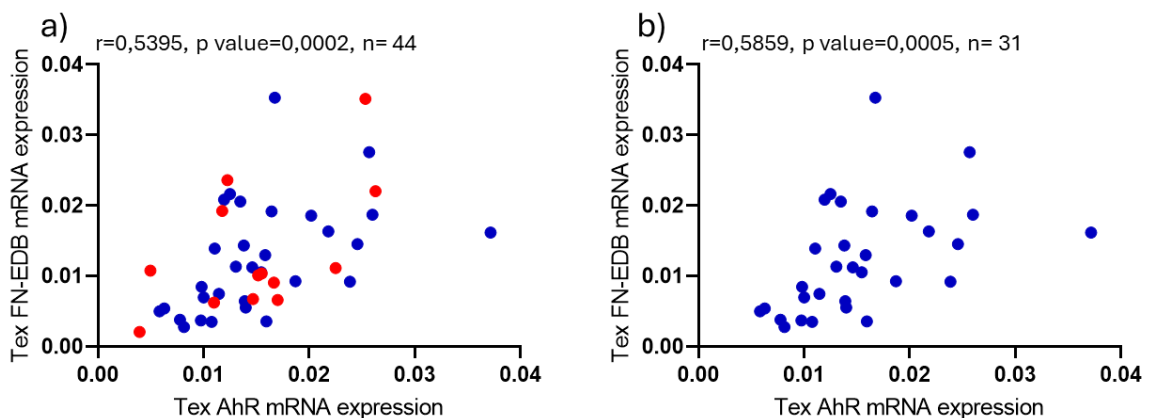 a)
r=0,5395, p value=0,0002, n= 44
Tex FN-EDB mRNA expression
0.04
0.03
0.02
0.01
0.00
0.00 0.01 0.02 0.03 0.04
Tex AhR mRNA expression
b)
r=0,5859, p value=0,0005, n= 31
Tex FN-EDB mRNA expression
0.04
0.03
0.02
0.01
0.00
0.00 0.01 0.02 0.03 0.04
Tex AhR mRNA expression